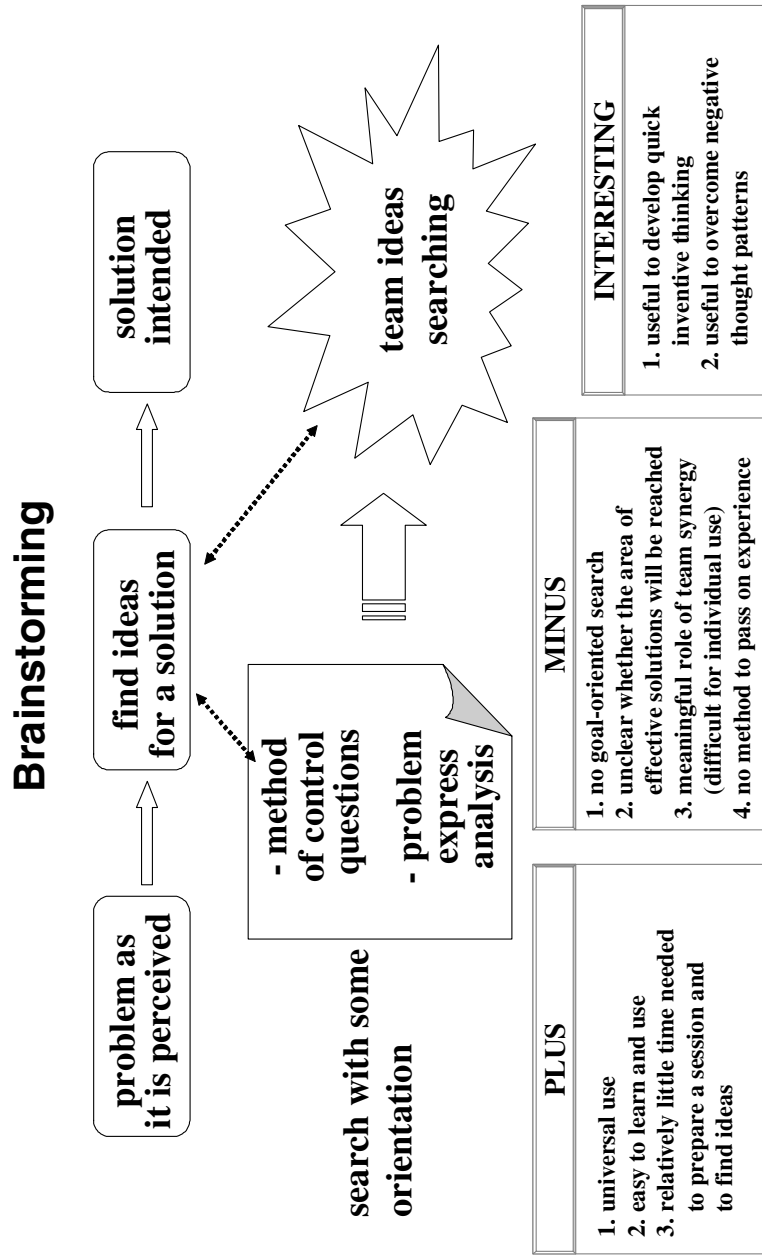 Brainstorming
problem as
it is perceived
find ideas
for a solution
solution
intended
search with some
orientation
- method
of control
questions
- problem
express
analysis
team ideas
searching
PLUS
1. universal use
2. easy to learn and use
3. relatively little time needed
to prepare a session and
to find ideas
MINUS
1. no goal-oriented search
2. unclear whether the area of
effective solutions will be reached
3. meaningful role of team synergy
((difficult for individual use)
4. no method to pass on experience
INTERESTING
1. useful to develop quick
inventive thinking
2. useful to overcome negative
thought patterns